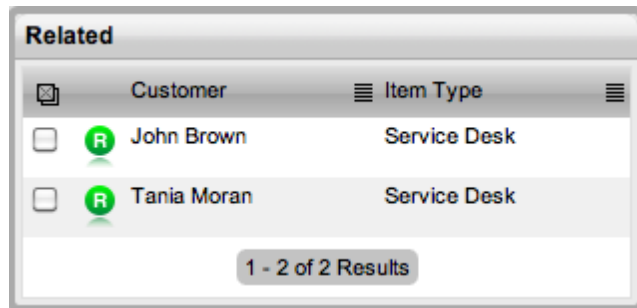 Related
Customer Item Type
R John Brown Service Desk
R Tania Moran Service Desk
1 - 2 of 2 Results